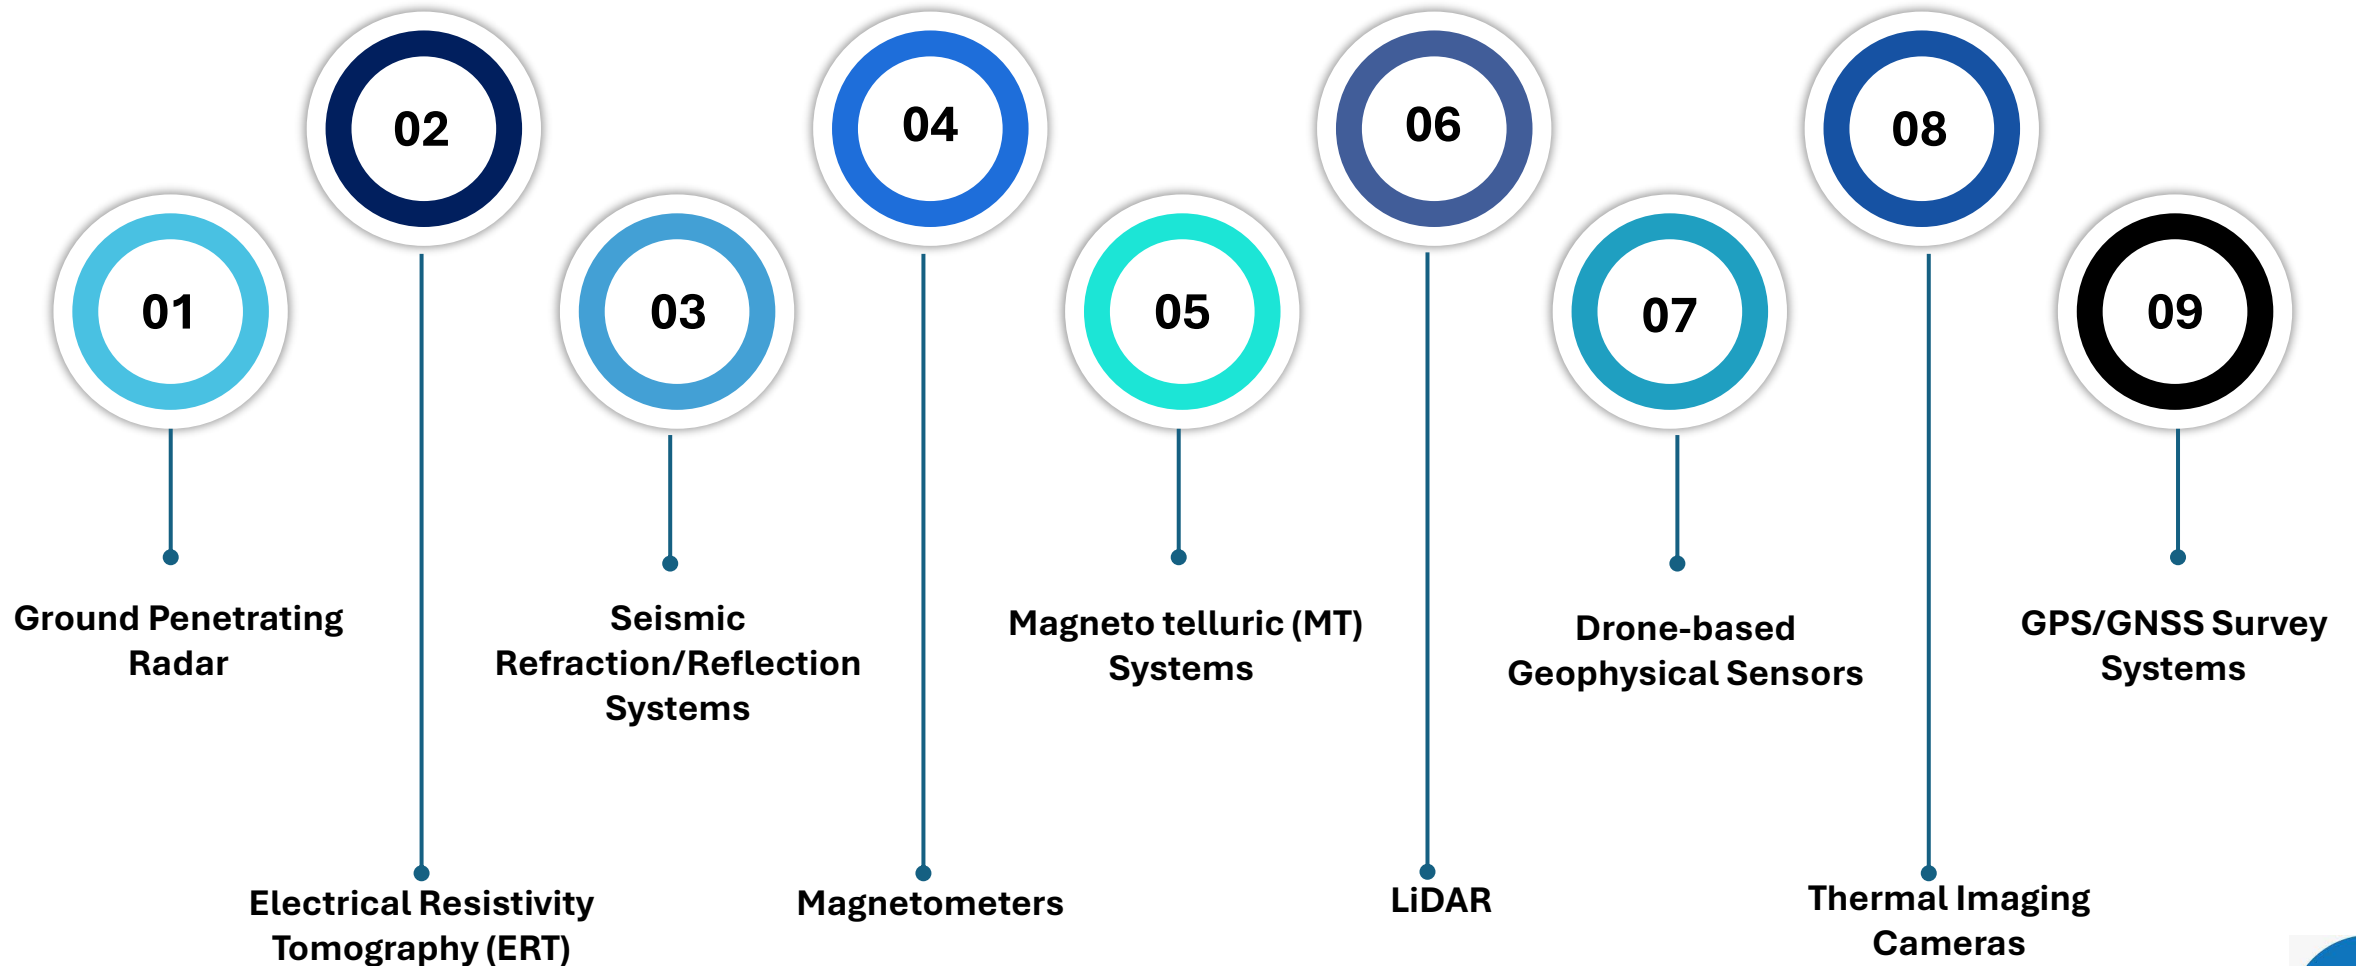 01
Ground Penetrating
Radar
02
Electrical Resistivity
Tomography (ERT)
03
Seismic
Refraction/Reflection
Systems
04
Magnetometers
05
Magneto telluric (MT)
Systems
06
LiDAR
07
Drone-based
Geophysical Sensors
08
Thermal Imaging
Cameras
09
GPS/GNSS Survey
Systems